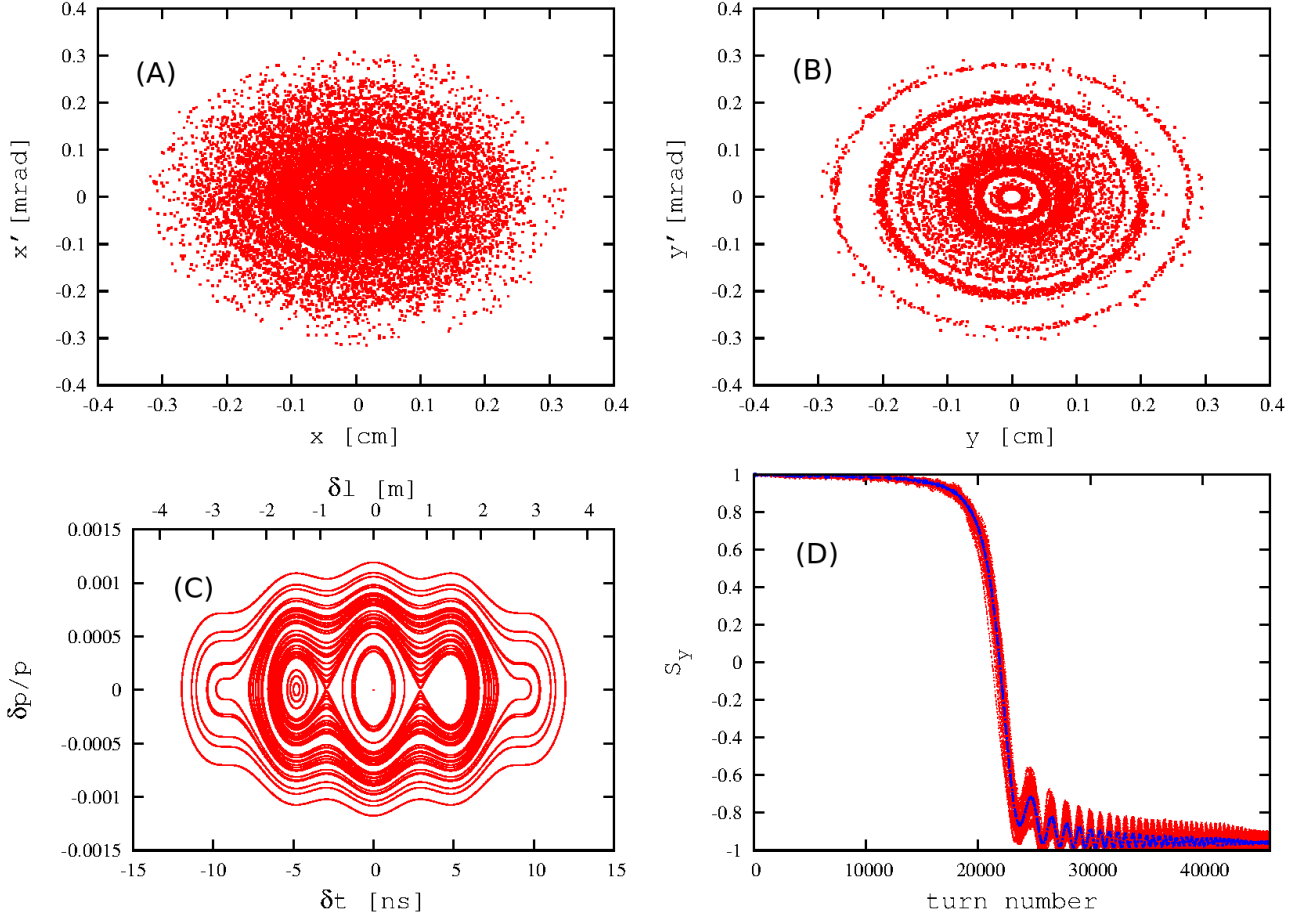 0.4
0.3
0.2
0.1
0
-0.1
-0.2
-0.3
-0.4
x′ [mrad]
(A)
-0.4 -0.3 -0.2 -0.1 0 0.1 0.2 0.3 0.4
x [cm]
0.4
0.3
0.2
0.1
0
-0.1
-0.2
-0.3
-0.4
y′ [mrad]
(B)
-0.4 -0.3 -0.2 -0.1 0 0.1 0.2 0.3 0.4
y [cm]
δl [m]
-4 -3 -2 -1 0 1 2 3 4
0.0015
0.001
0.0005
0
-0.0005
-0.001
-0.0015
δp/p
(C)
-15 -10 -5 0 5 10 15
δt [ns]
1
0.8
0.6
0.4
0.2
0
-0.2
-0.4
-0.6
-0.8
-1
S_y
(D)
0 10000 20000 30000 40000
turn number